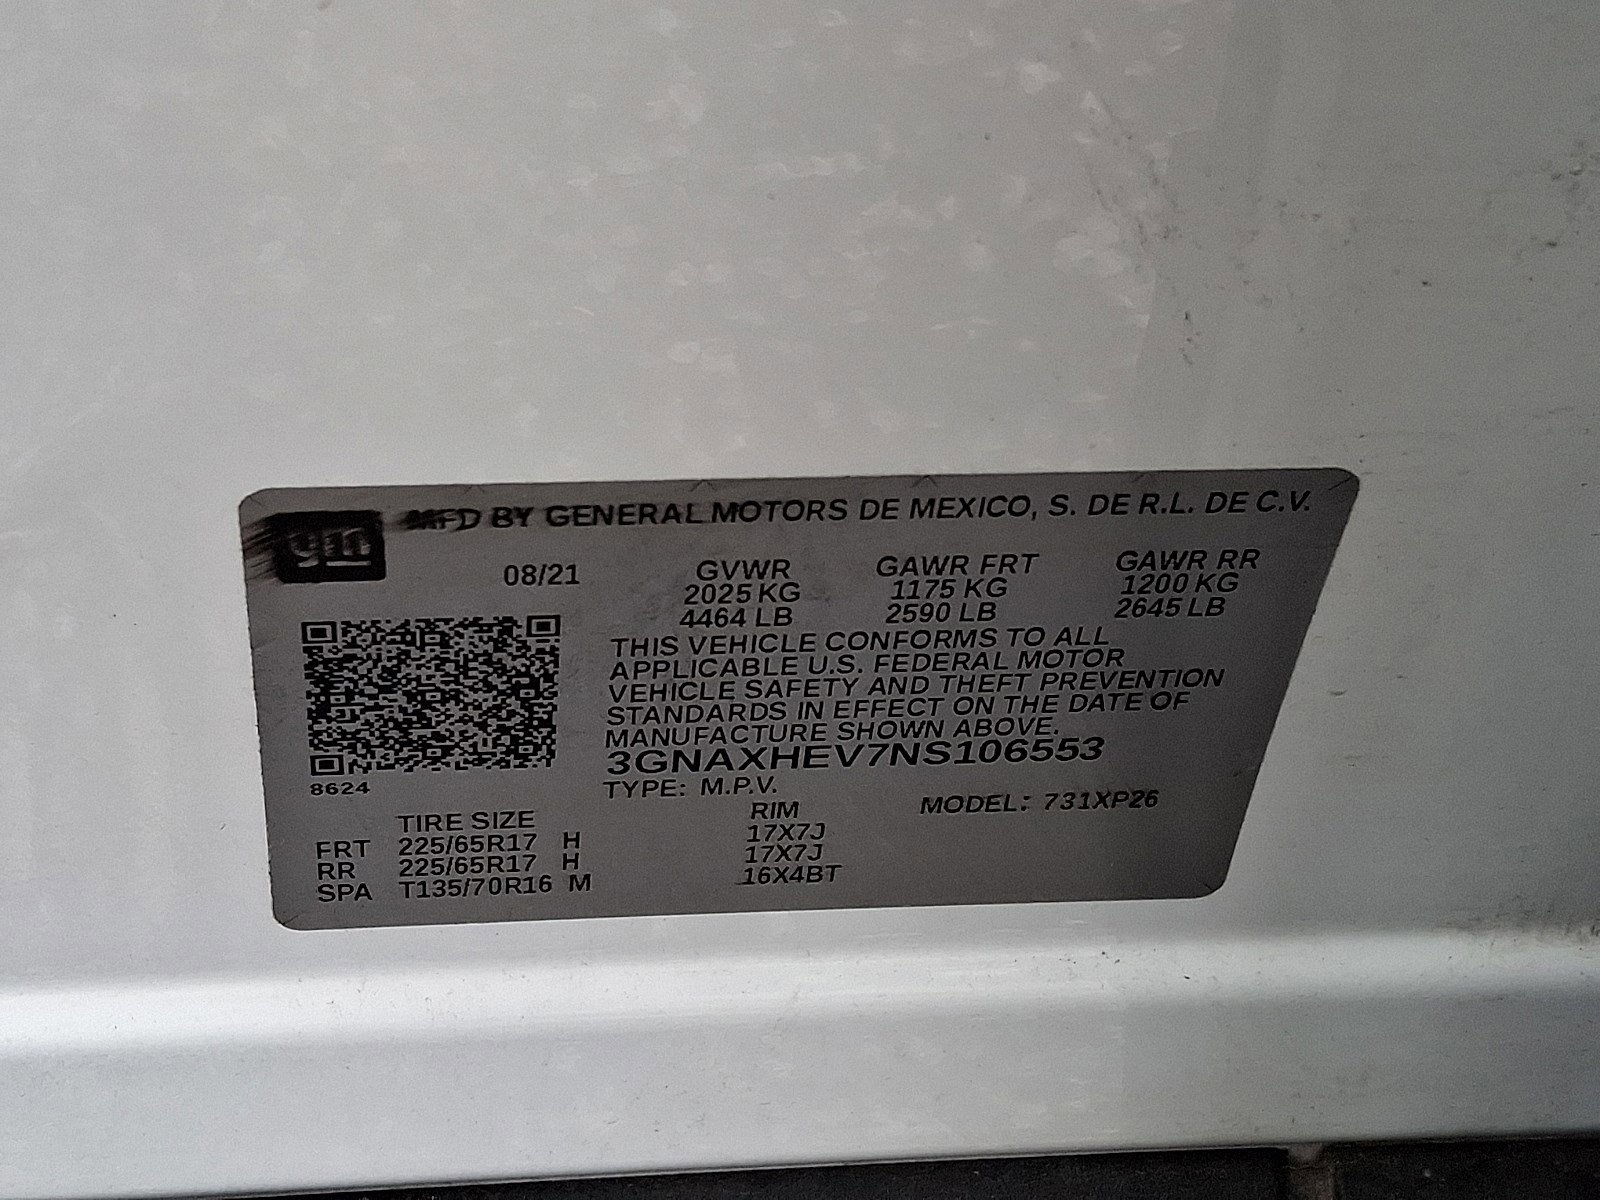 gm
MFD BY GENERAL MOTORS DE MEXICO, S. DE R.L. DE C.V.
08/21
GVWR GAWR FRT GAWR RR
2025 KG 1175 KG 1200 KG
4464 LB 2590 LB 2645 LB
THIS VEHICLE CONFORMS TO ALL
APPLICABLE U.S. FEDERAL MOTOR
VEHICLE SAFETY AND THEFT PREVENTION
STANDARDS IN EFFECT ON THE DATE OF
MANUFACTURE SHOWN ABOVE.
3GNAXHEV7NS106553
8624
TYPE: M.P.V. MODEL: 731XP26
TIRE SIZE RIM
FRT 225/65R17 H 17X7J
RR 225/65R17 H 17X7J
SPA T135/70R16 M 16X4BT